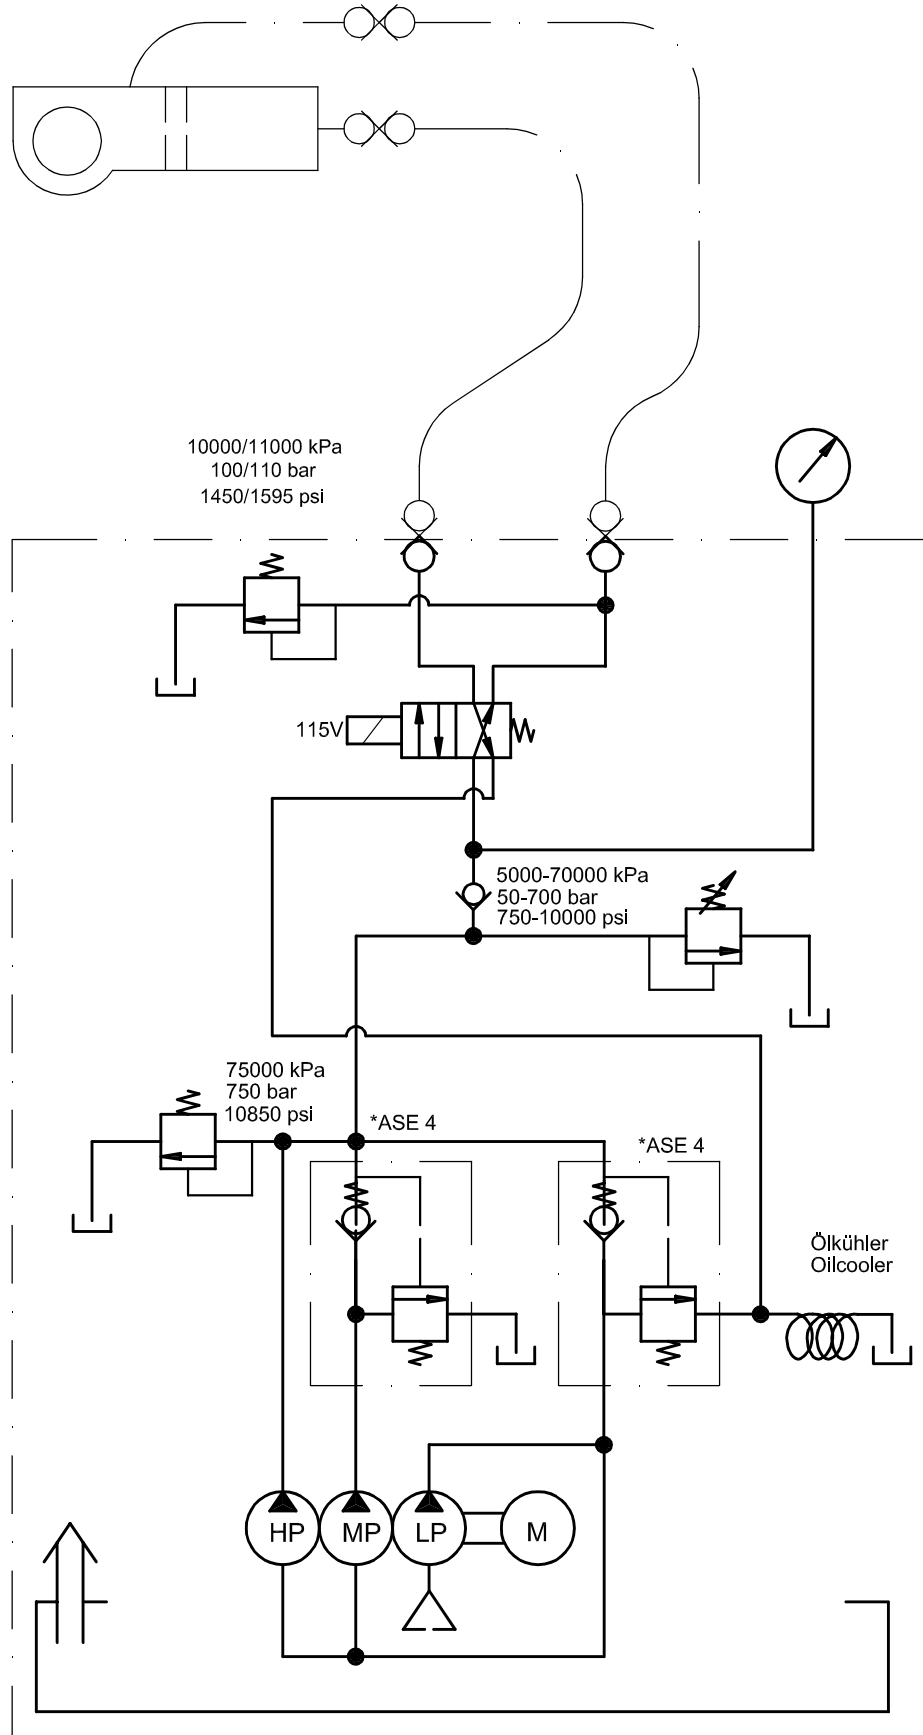 10000/11000 kPa
100/110 bar
1450/1595 psi
115V
5000-70000 kPa
50-700 bar
750-10000 psi
75000 kPa
750 bar
10850 psi
*ASE 4
*ASE 4
Ölkühler
Oilcooler
HP
MP
LP
M